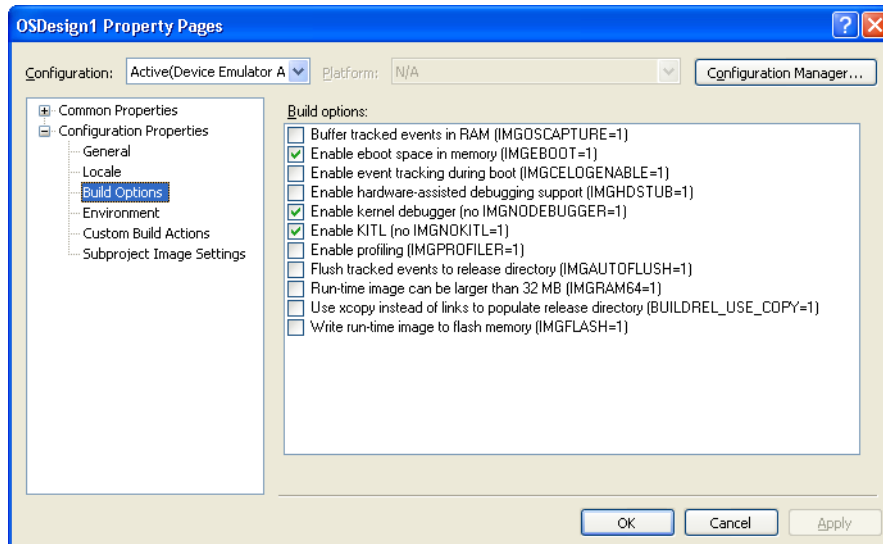 OSDesign1 Property Pages
Configuration: Active(Device Emulator A Platform: N/A Configuration Manager...
Common Properties
Configuration Properties
General
Locale
Build Options
Environment
Custom Build Actions
Subproject Image Settings
Build options:
Buffer tracked events in RAM (IMGOSCAPTURE=1)
Enable eboot space in memory (IMGEBOOT=1)
Enable event tracking during boot (IMGCELOGENABLE=1)
Enable hardware-assisted debugging support (IMGHDSTUB=1)
Enable kernel debugger (no IMGNODEBUGGER=1)
Enable KITL (no IMGNOKITL=1)
Enable profiling (IMGPROFILER=1)
Flush tracked events to release directory (IMGAUTOFLUSH=1)
Run-time image can be larger than 32 MB (IMGRAM64=1)
Use xcopy instead of links to populate release directory (BUILDREL_USE_COPY=1)
Write run-time image to flash memory (IMGFLASH=1)
OK Cancel Apply